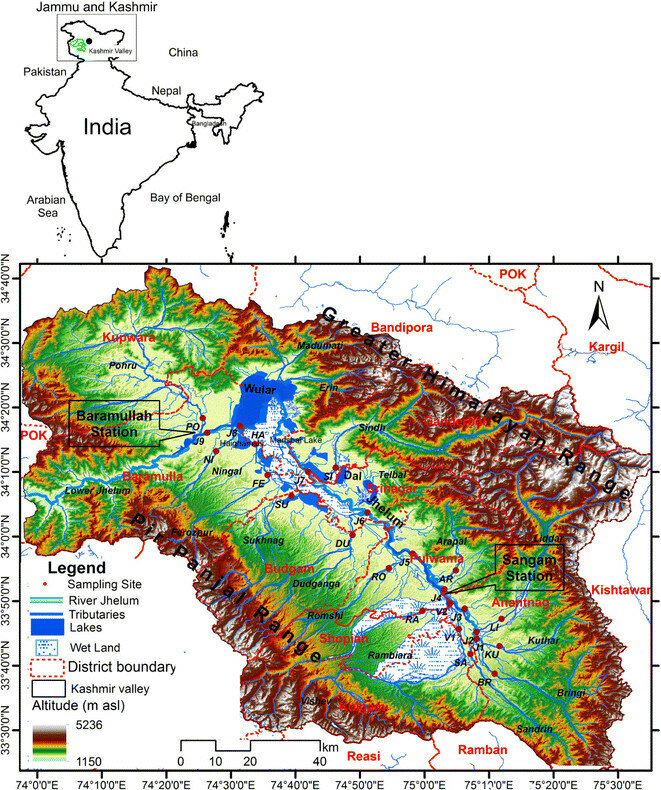 Jammu and Kashmir
Kashmir Valley
China
Pakistan
Nepal
India
Bangladesh
Arabian
Sea
Bay of Bengal
POK
Greater Himalayan Range
Bandipora
Kupwara
Madumati
Kargil
Ponru
Wular
Erin
Baramullah
Station
PO
Sindh
POK
J9
J8
HA
Manasbal Lake
Baramulla
NI
Ningal
Dal
Telbal
SI
J7
FE
Lower Jhelum
SU
Jhelum
J6
Pir Panjal Range
Ferozpur
Sukhnag
DU
Arapal
Liddar
Pulwama
Sangam
Station
J5
Budgam
RO
AR
Kishtawar
Dudganga
J4
Anantnag
Romshi
RA
J3
LI
Shopian
V1
J2
J1
Kuthar
KU
Rambiara
SA
BR
Bringi
Vishav
Sandrin
Reasi
Ramban
Legend
Sampling Site
River Jhelum
Tributaries
Lakes
Wet Land
District boundary
Kashmir valley
Altitude (m asl)
5236
1150
0 10 20 40
km
34°40'0"N
34°30'0"N
34°20'0"N
34°10'0"N
34°0'0"N
33°50'0"N
33°40'0"N
33°30'0"N
74°0'0"E 74°10'0"E 74°20'0"E 74°30'0"E 74°40'0"E 74°50'0"E 75°0'0"E 75°10'0"E 75°20'0"E 75°30'0"E
N